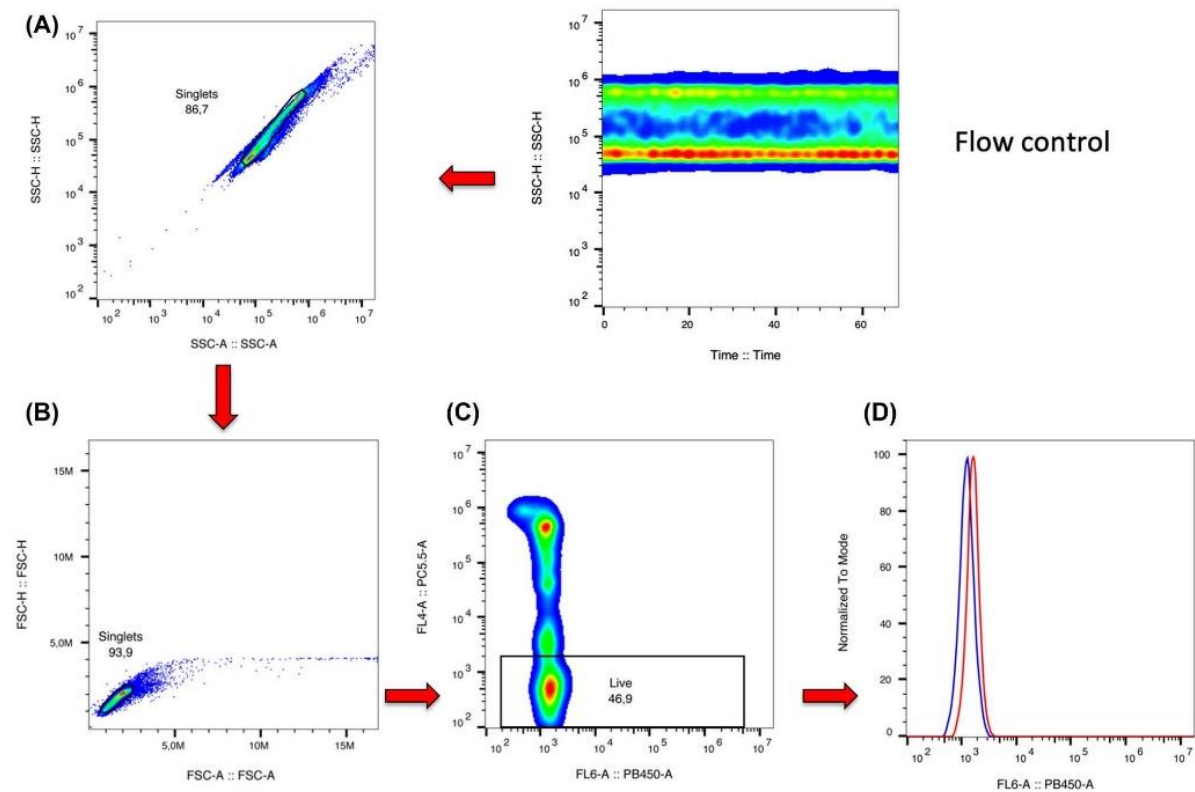 (A)
10^7
10^6
10^5
10^4
10^3
10^2
SSC-H :: SSC-H
Singlets
86,7
10^2 10^3 10^4 10^5 10^6 10^7
SSC-A :: SSC-A
10^7
10^6
10^5
10^4
10^3
10^2
SSC-H :: SSC-H
0 20 40 60
Time :: Time
Flow control
(B)
15M
10M
5,0M
FSC-H :: FSC-H
Singlets
93,9
5,0M 10M 15M
FSC-A :: FSC-A
(C)
10^7
10^6
10^5
10^4
10^3
10^2
FL4-A :: PC5.5-A
Live
46,9
10^2 10^3 10^4 10^5 10^6 10^7
FL6-A :: PB450-A
(D)
100
80
60
40
20
0
Normalized To Mode
10^2 10^3 10^4 10^5 10^6 10^7
FL6-A :: PB450-A